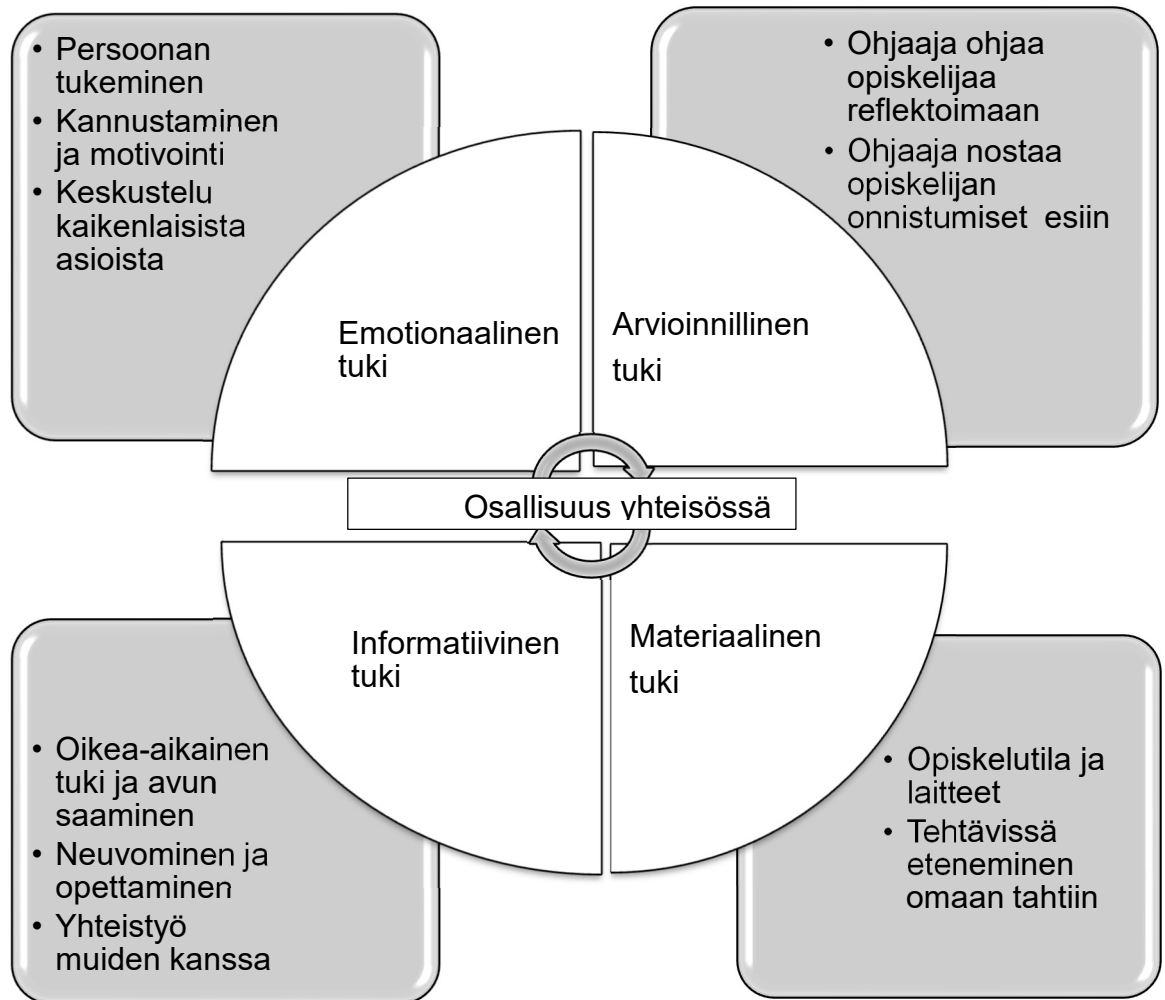 • Persoonan
tukeminen
• Kannustaminen
ja motivointi
• Keskustelu
kaikenlaisista
asioista
• Ohjaaja ohjaa
opiskelijaa
reflektoimaan
• Ohjaaja nostaa
opiskelijan
onnistumiset esiin
Emotionaalinen
tuki
Arvioinnillinen
tuki
Osallisuus yhteisössä
Informatiivinen
tuki
Materiaalinen
tuki
• Oikea-aikainen
tuki ja avun
saaminen
• Neuvominen ja
opettaminen
• Yhteistyö
muiden kanssa
• Opiskelutila ja
laitteet
• Tehtävissä
eteneminen
omaan tahtiin